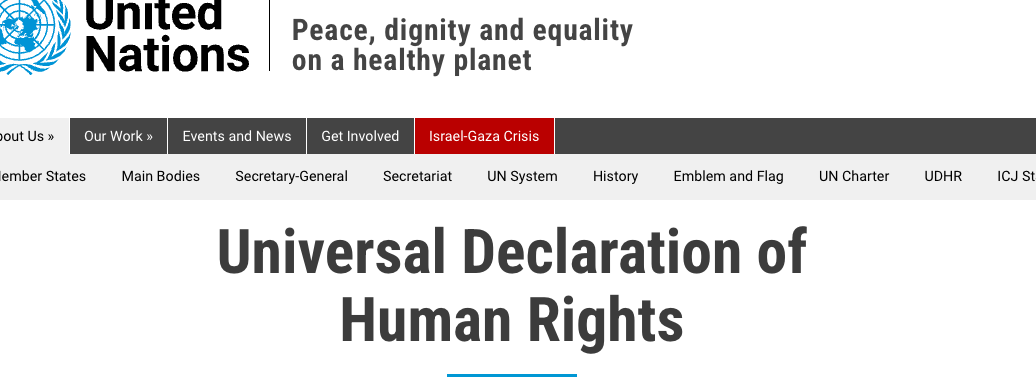 United
Nations
Peace, dignity and equality
on a healthy planet
out Us »
Our Work »
Events and News
Get Involved
Israel-Gaza Crisis
ember States
Main Bodies
Secretary-General
Secretariat
UN System
History
Emblem and Flag
UN Charter
UDHR
ICJ St
Universal Declaration of
Human Rights